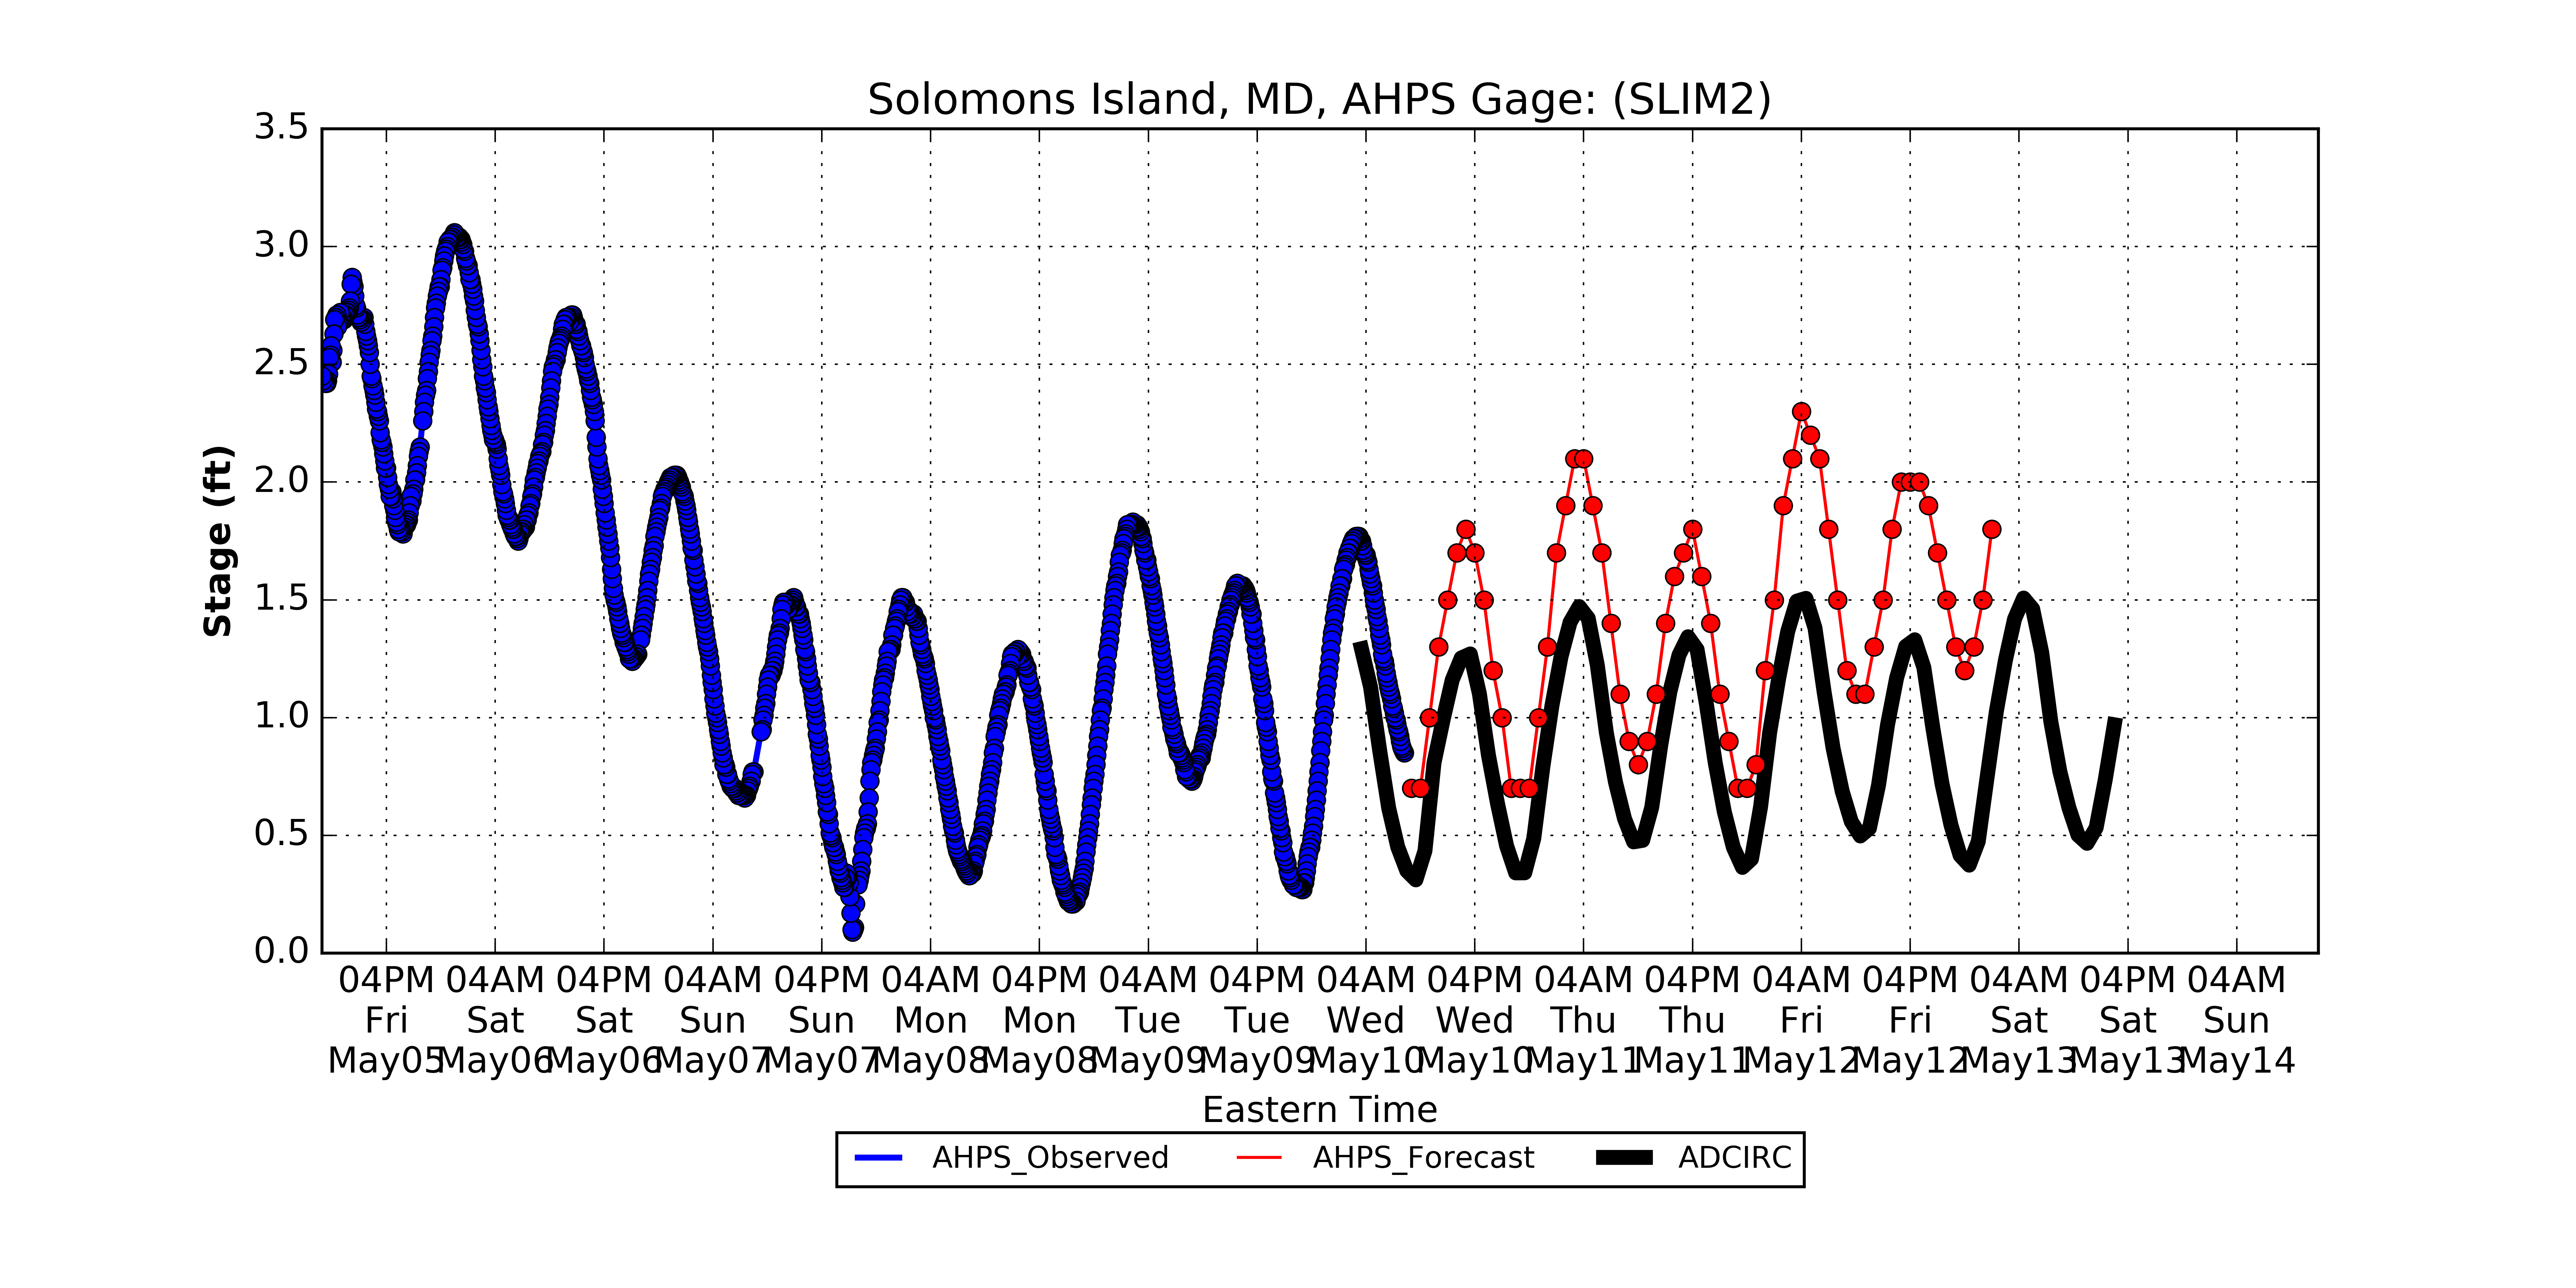 Solomons Island, MD, AHPS Gage: (SLIM2)
Stage (ft)
3.5
3.0
2.5
2.0
1.5
1.0
0.5
0.0
04PM 04AM 04PM 04AM 04PM 04AM 04PM 04AM 04PM 04AM 04PM 04AM 04PM 04AM 04PM 04AM 04PM 04AM
Fri Sat Sat Sun Sun Mon Mon Tue Tue Wed Wed Thu Thu Fri Fri Sat Sat Sun
May05 May06 May06 May07 May07 May08 May08 May09 May09 May10 May10 May11 May11 May12 May12 May13 May13 May14
Eastern Time
AHPS_Observed AHPS_Forecast ADCIRC